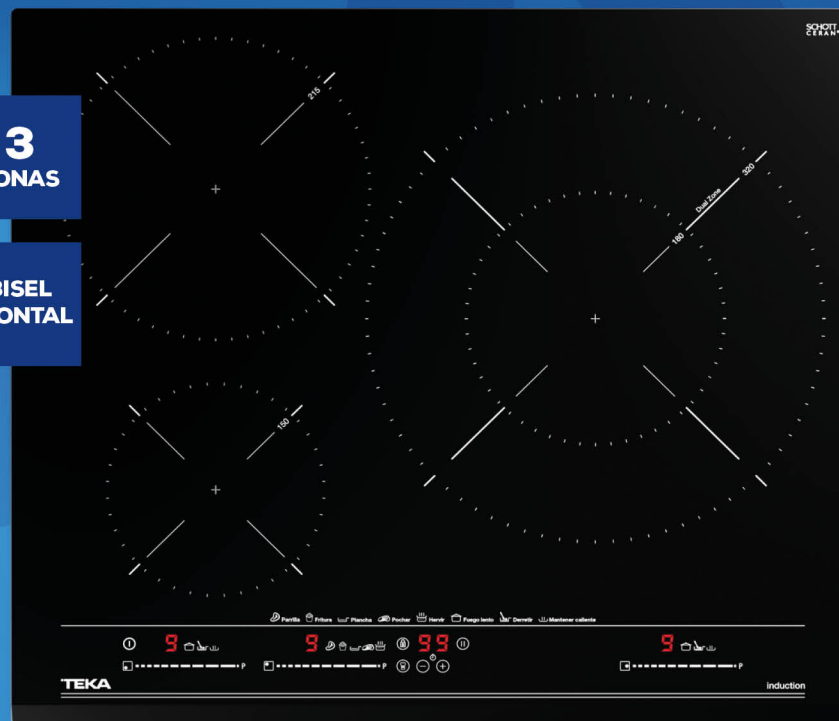 SCHOTT
CERAN®
215
3
ONAS
320
Dual Zone
180
BISEL
ONTAL
150
Parrilla Fritura Plancha Pochar Hervir Fuego lento Derretir Mantener caliente
9 9 99 9
P P P
TEKA
induction